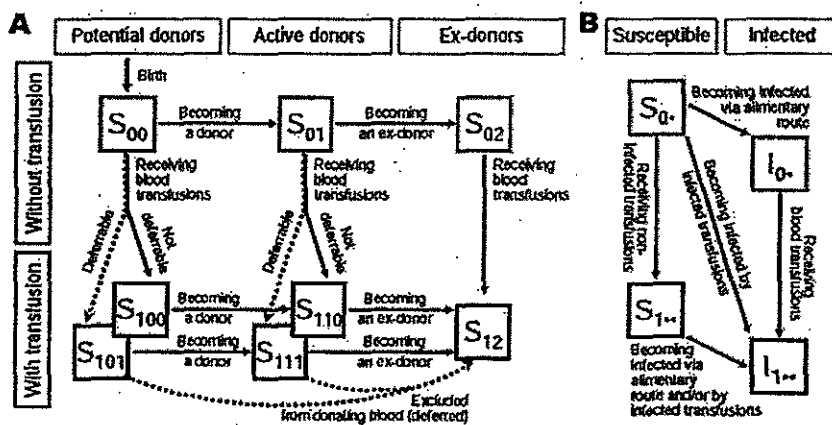 A
Potential donors
Active donors
Ex-donors
Birth
Without transfusion
S00
Becoming
a donor
S01
Becoming
an ex-donor
S02
Receiving
blood
transfusions
Receiving
blood
transfusions
Receiving
blood
transfusions
Deferrable
Not
deferrable
Deferrable
Not
deferrable
With transfusion
S100
Becoming
a donor
S110
Becoming
an ex-donor
S12
S101
Becoming
a donor
S111
Becoming
an ex-donor
Excluded
from donating blood (deferred)
B
Susceptible
Infected
S0*
Becoming infected
via alimentary
route
I0*
Receiving non-
infected transfusions
Becoming infected by
infected transfusions
Receiving
blood transfusions
S1**
I1**
Becoming
infected via
alimentary
route and/or by
infected transfusions